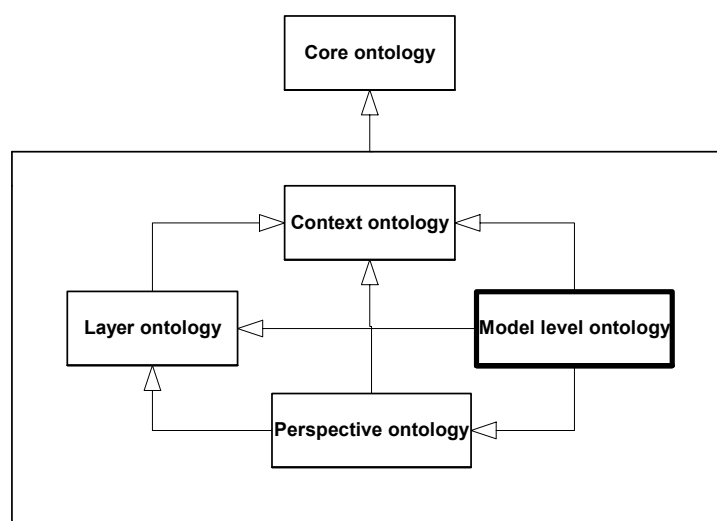 Core ontology
Context ontology
Layer ontology
Model level ontology
Perspective ontology